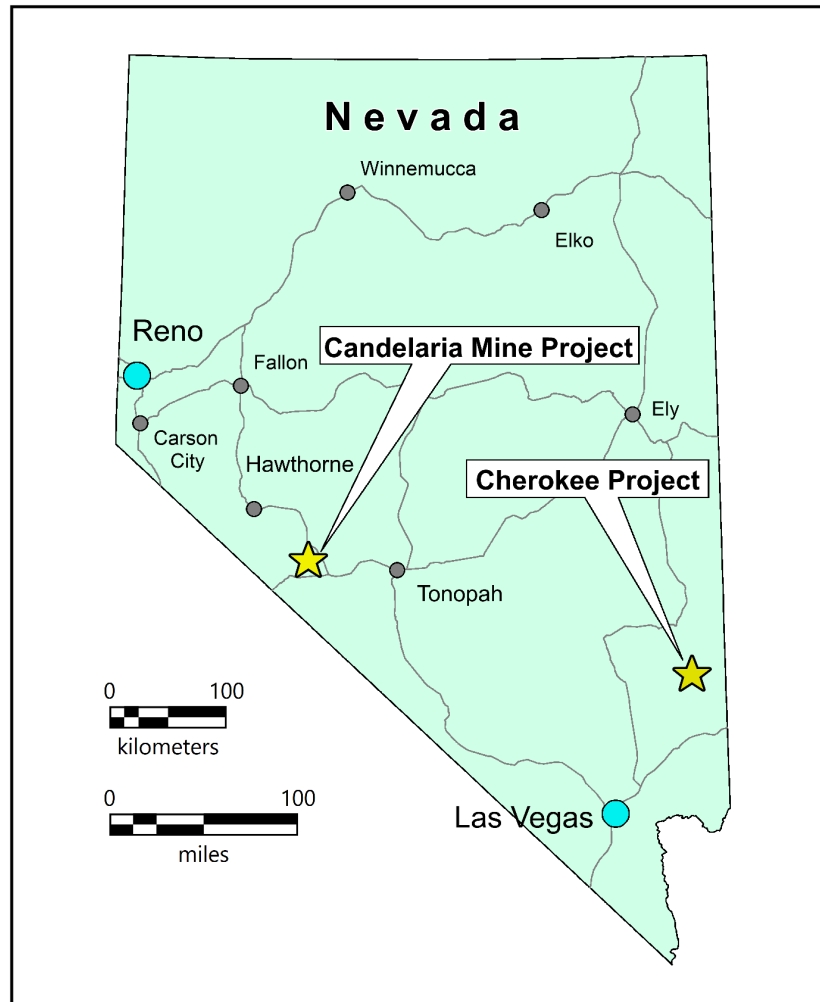 N e v a d a
Winnemucca
Elko
Reno
Candelaria Mine Project
Fallon
Ely
Carson
City
Hawthorne
Cherokee Project
Tonopah
0 100
kilometers
0 100
miles
Las Vegas